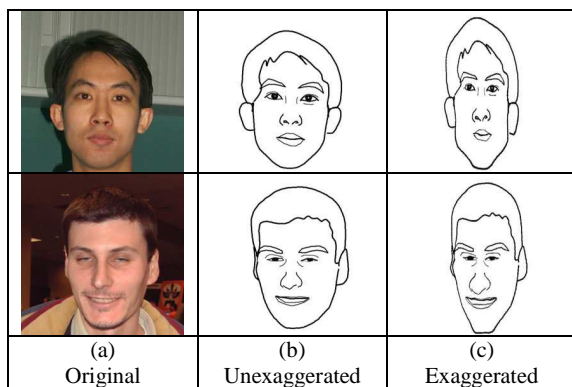 (a)
Original
(b)
Unexaggerated
(c)
Exaggerated